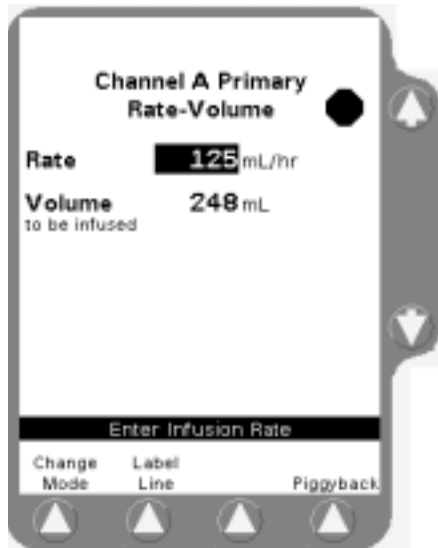 Channel A Primary
Rate-Volume
Rate 125 mL/hr
Volume 248 mL
to be infused
Enter Infusion Rate
Change Label
Mode Line Piggyback